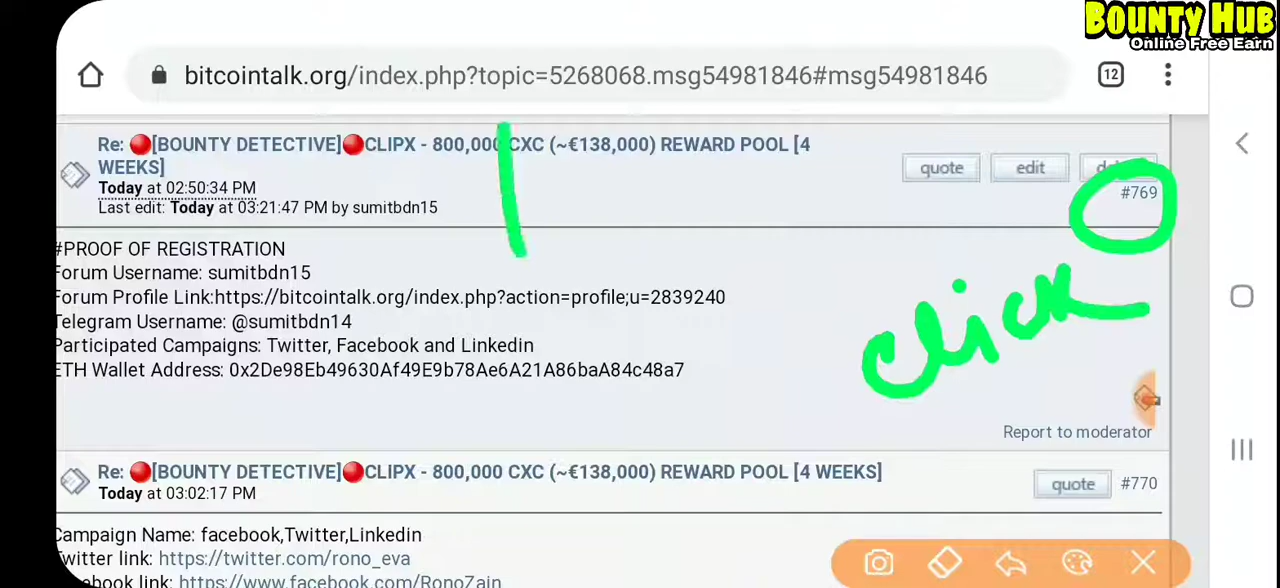 BOUNTY HUB
Online Free Earn
bitcointalk.org/index.php?topic=5268068.msg54981846#msg54981846
12
Re: 🔴[BOUNTY DETECTIVE]🔴CLIPX - 800,000 CXC (~€138,000) REWARD POOL [4
WEEKS]
quote edit
Today at 02:50:34 PM
#769
Last edit: Today at 03:21:47 PM by sumitbdn15
#PROOF OF REGISTRATION
Forum Username: sumitbdn15
Forum Profile Link:https://bitcointalk.org/index.php?action=profile;u=2839240
click
Telegram Username: @sumitbdn14
Participated Campaigns: Twitter, Facebook and Linkedin
ETH Wallet Address: 0x2De98Eb49630Af49E9b78Ae6A21A86baA84c48a7
Report to moderator
Re: 🔴[BOUNTY DETECTIVE]🔴CLIPX - 800,000 CXC (~€138,000) REWARD POOL [4 WEEKS]
Today at 03:02:17 PM
quote #770
Campaign Name: facebook,Twitter,Linkedin
Twitter link: https://twitter.com/rono_eva
ebook link: https://www.facebook.com/RonoZain